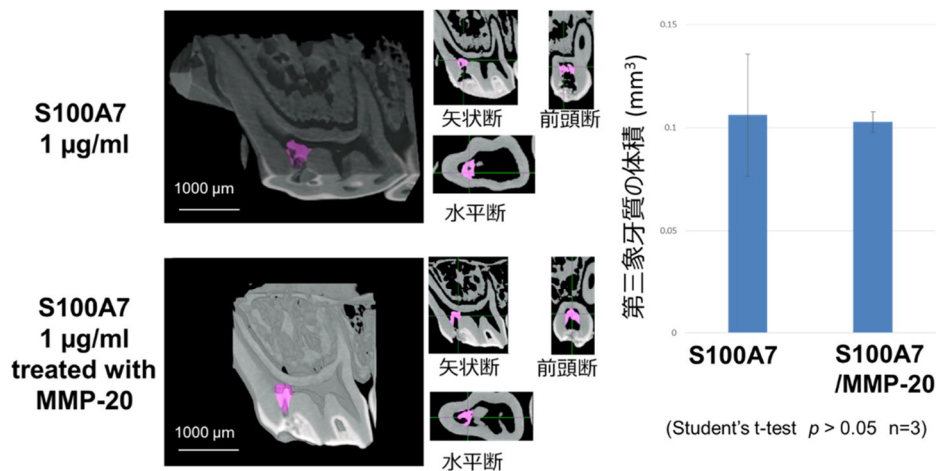 S100A7
1 µg/ml
1000 µm
矢状断
前頭断
水平断
S100A7
1 µg/ml
treated with
MMP-20
1000 µm
矢状断
前頭断
水平断
第三象牙質の体積 (mm³)
0.15
0.1
0.05
0
S100A7
S100A7
/MMP-20
(Student's t-test p > 0.05 n=3)